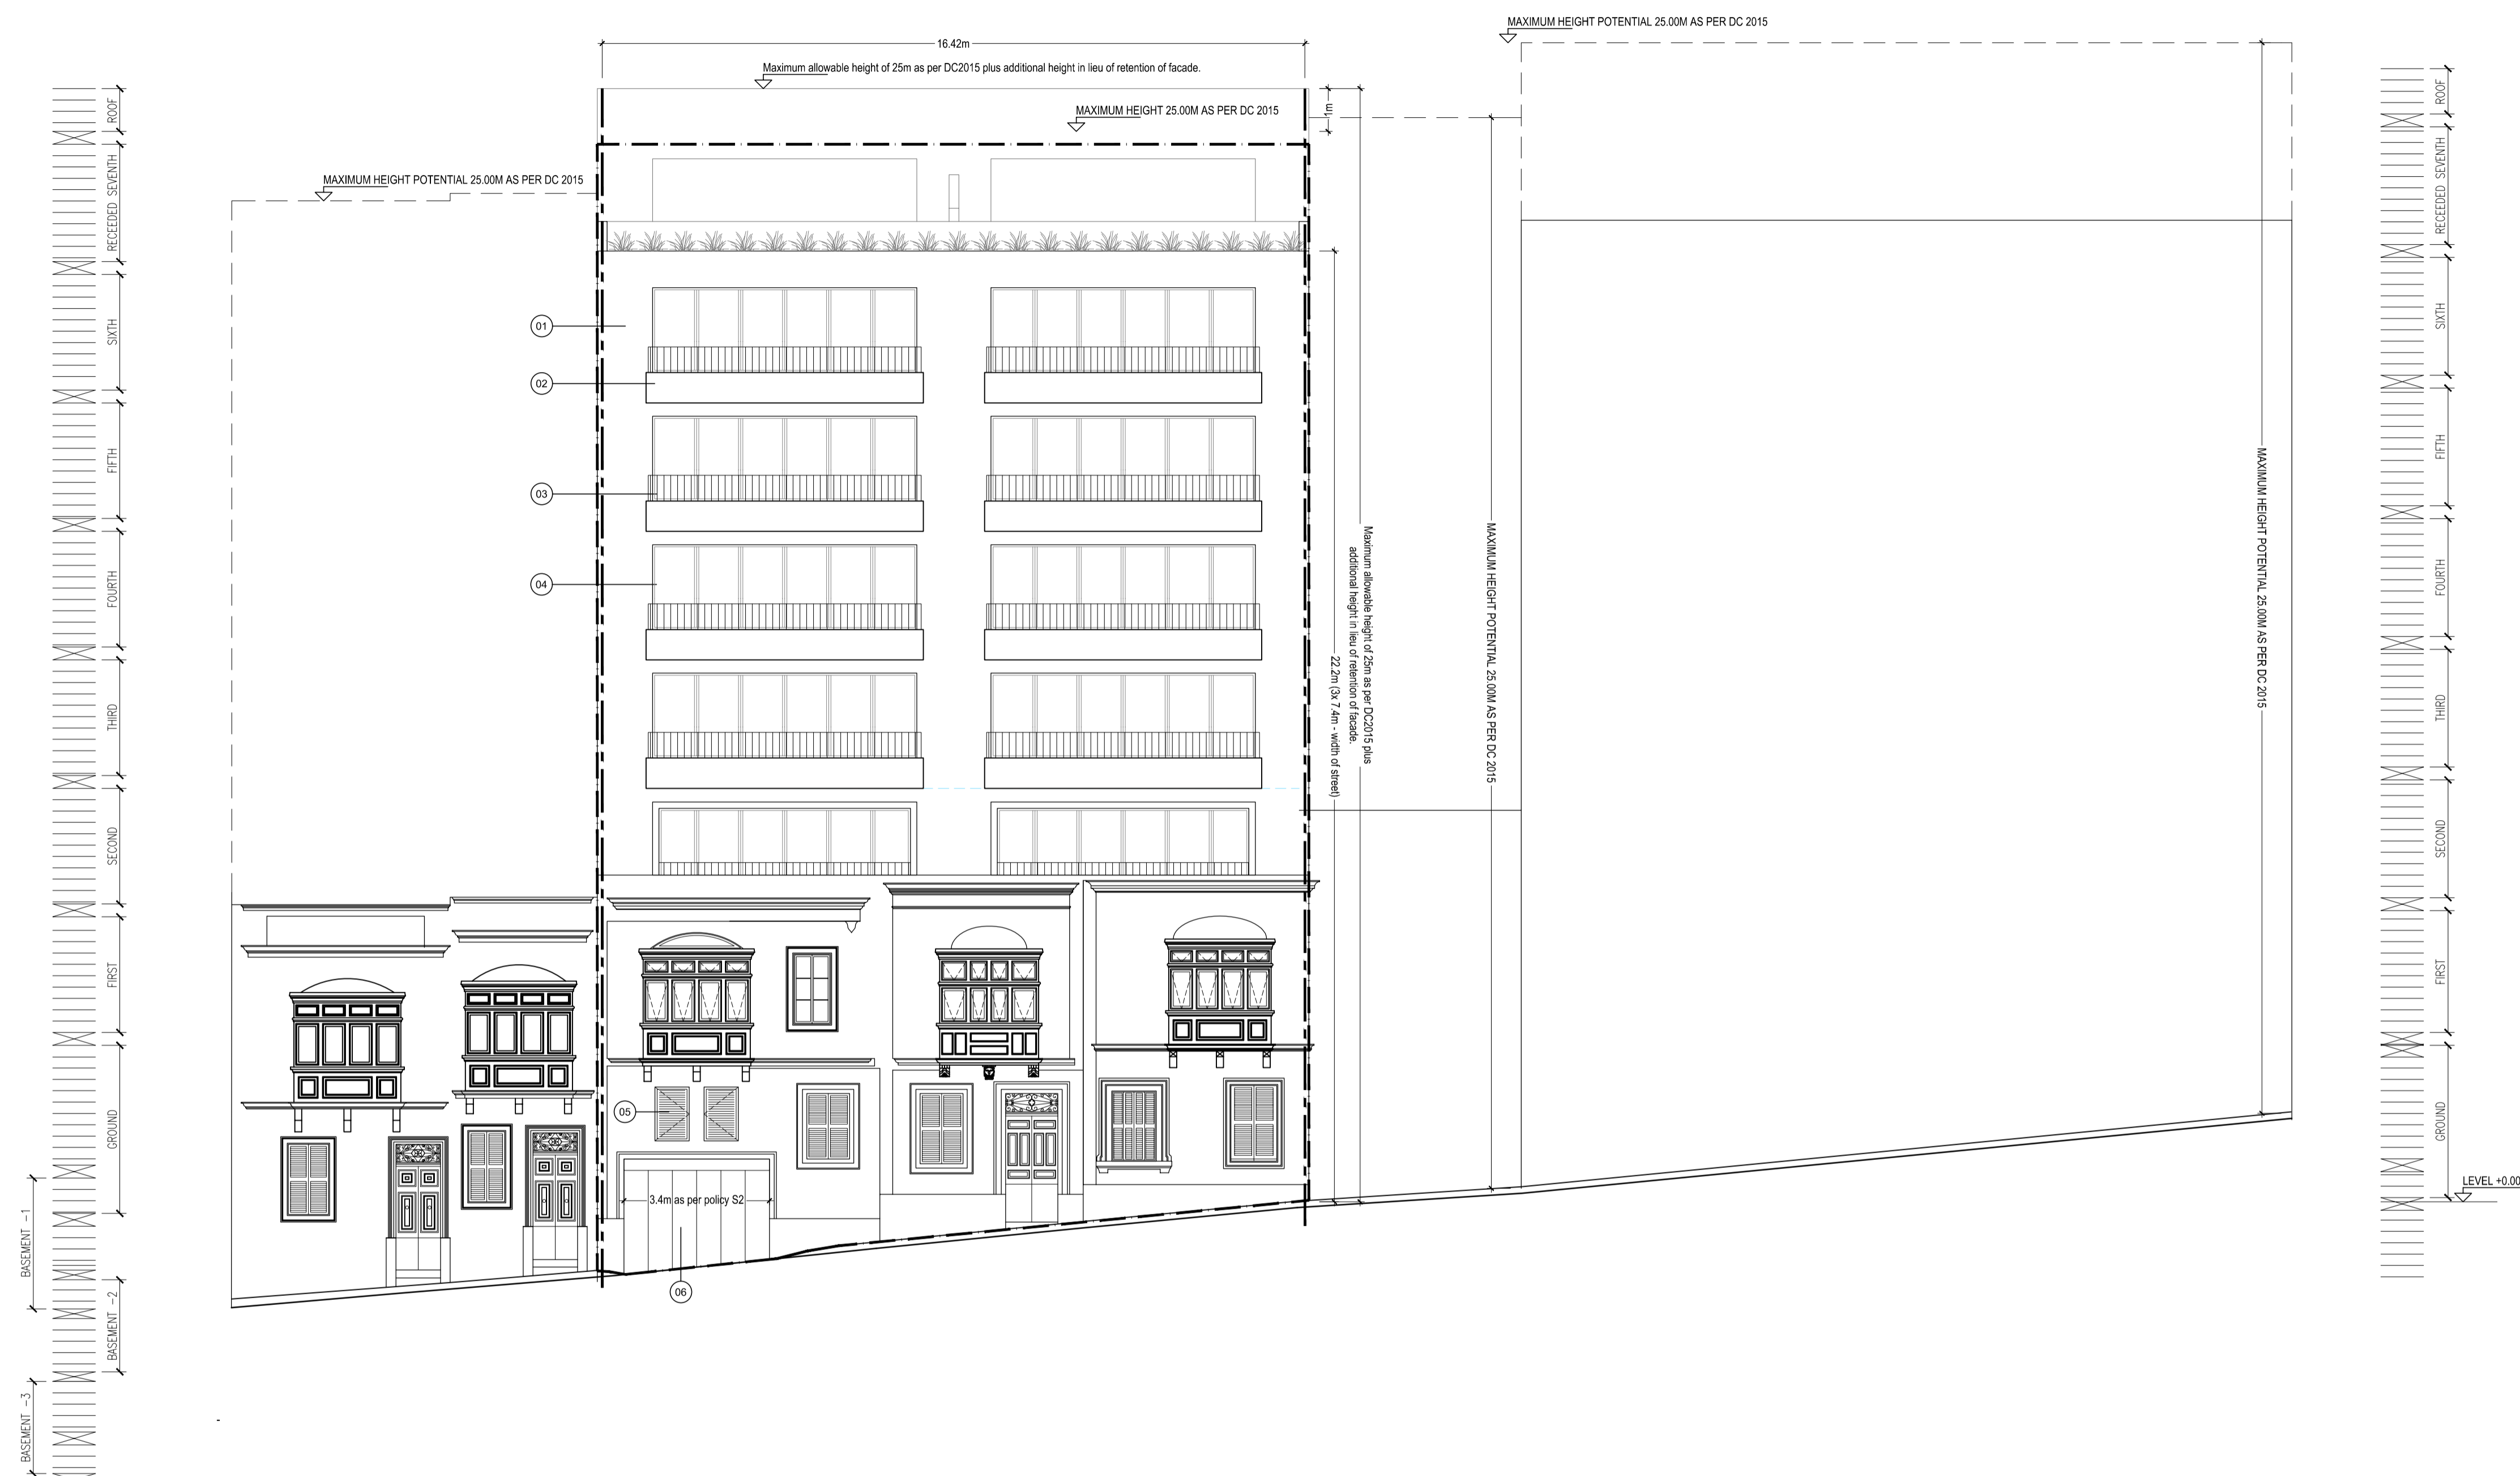 MAXIMUM HEIGHT POTENTIAL 25.00M AS PER DC 2015
16.42m
Maximum allowable height of 25m as per DC2015 plus additional height in lieu of retention of facade.
MAXIMUM HEIGHT 25.00M AS PER DC 2015
1m
MAXIMUM HEIGHT POTENTIAL 25.00M AS PER DC 2015
ROOF
RECEEDED SEVENTH
SIXTH
FIFTH
FOURTH
THIRD
SECOND
FIRST
GROUND
BASEMENT -1
BASEMENT -2
BASEMENT -3
01
02
03
04
05
06
3.4m as per policy S2
22.2m (3x 7.4m - width of street)
Maximum allowable height of 25m as per DC2015 plus
additional height in lieu of retention of facade.
MAXIMUM HEIGHT POTENTIAL 25.00M AS PER DC 2015
MAXIMUM HEIGHT POTENTIAL 25.00M AS PER DC 2015
ROOF
RECEEDED SEVENTH
SIXTH
FIFTH
FOURTH
THIRD
SECOND
FIRST
GROUND
LEVEL +0.00